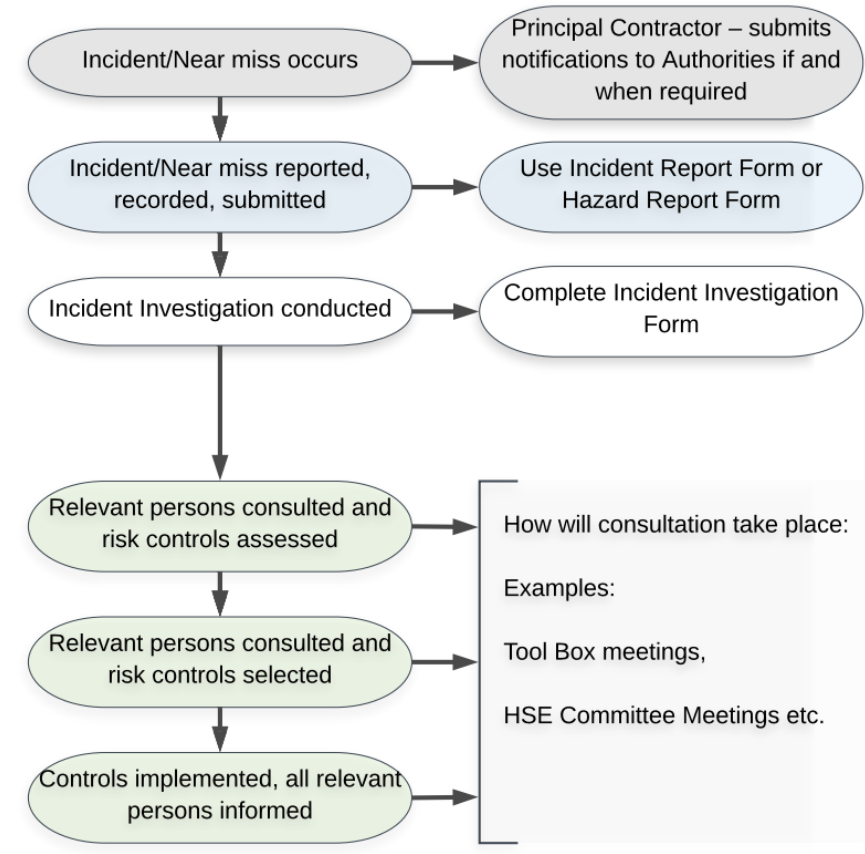 Incident/Near miss occurs
Principal Contractor – submits
notifications to Authorities if and
when required
Incident/Near miss reported,
recorded, submitted
Use Incident Report Form or
Hazard Report Form
Incident Investigation conducted
Complete Incident Investigation
Form
Relevant persons consulted and
risk controls assessed
Relevant persons consulted and
risk controls selected
Controls implemented, all relevant
persons informed
How will consultation take place:
Examples:
Tool Box meetings,
HSE Committee Meetings etc.